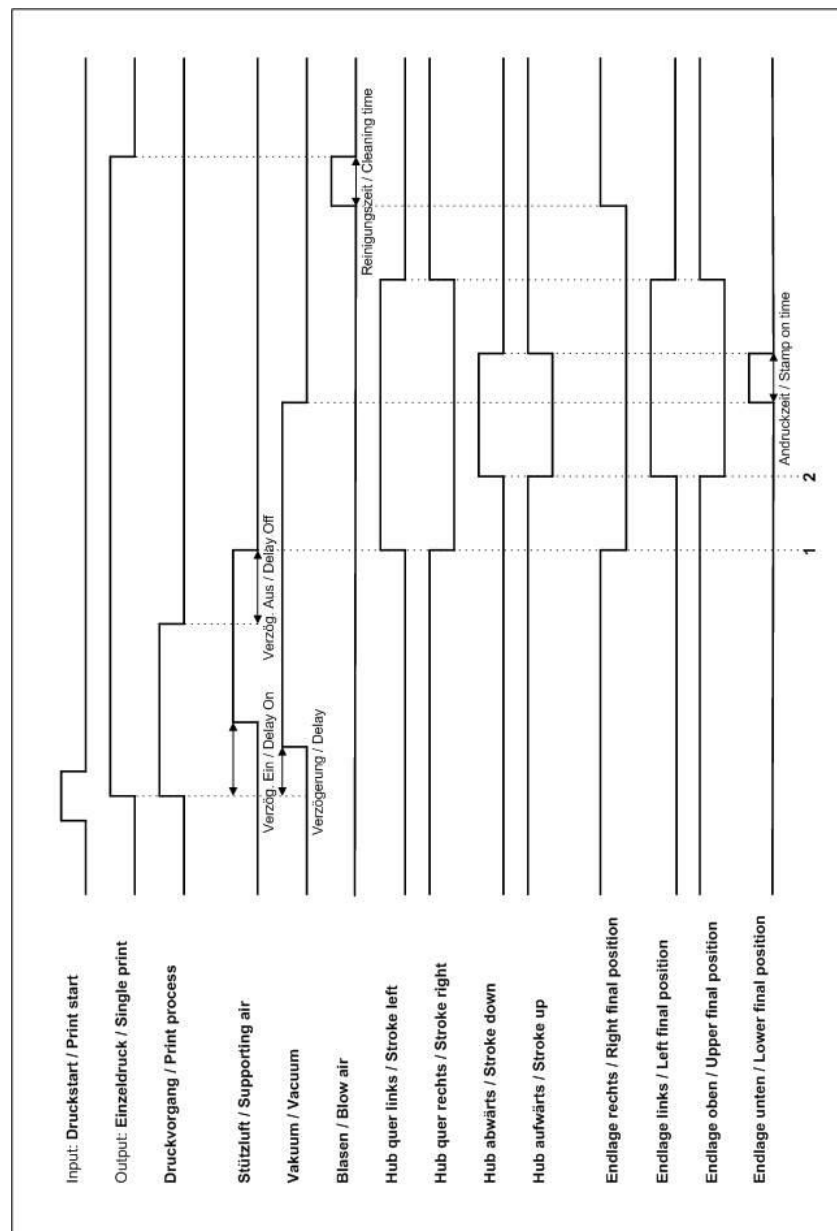 Input: Druckstart / Print start
Output: Einzeldruck / Single print
Druckvorgang / Print process
Stützluft / Supporting air
Verzög. Ein / Delay On
Verzög. Aus / Delay Off
Vakuum / Vacuum
Verzögerung / Delay
Blasen / Blow air
Reinigungszeit / Cleaning time
Hub quer links / Stroke left
Hub quer rechts / Stroke right
Hub abwärts / Stroke down
Hub aufwärts / Stroke up
Endlage rechts / Right final position
Endlage links / Left final position
Endlage oben / Upper final position
Endlage unten / Lower final position
Andruckzeit / Stamp on time
1
2